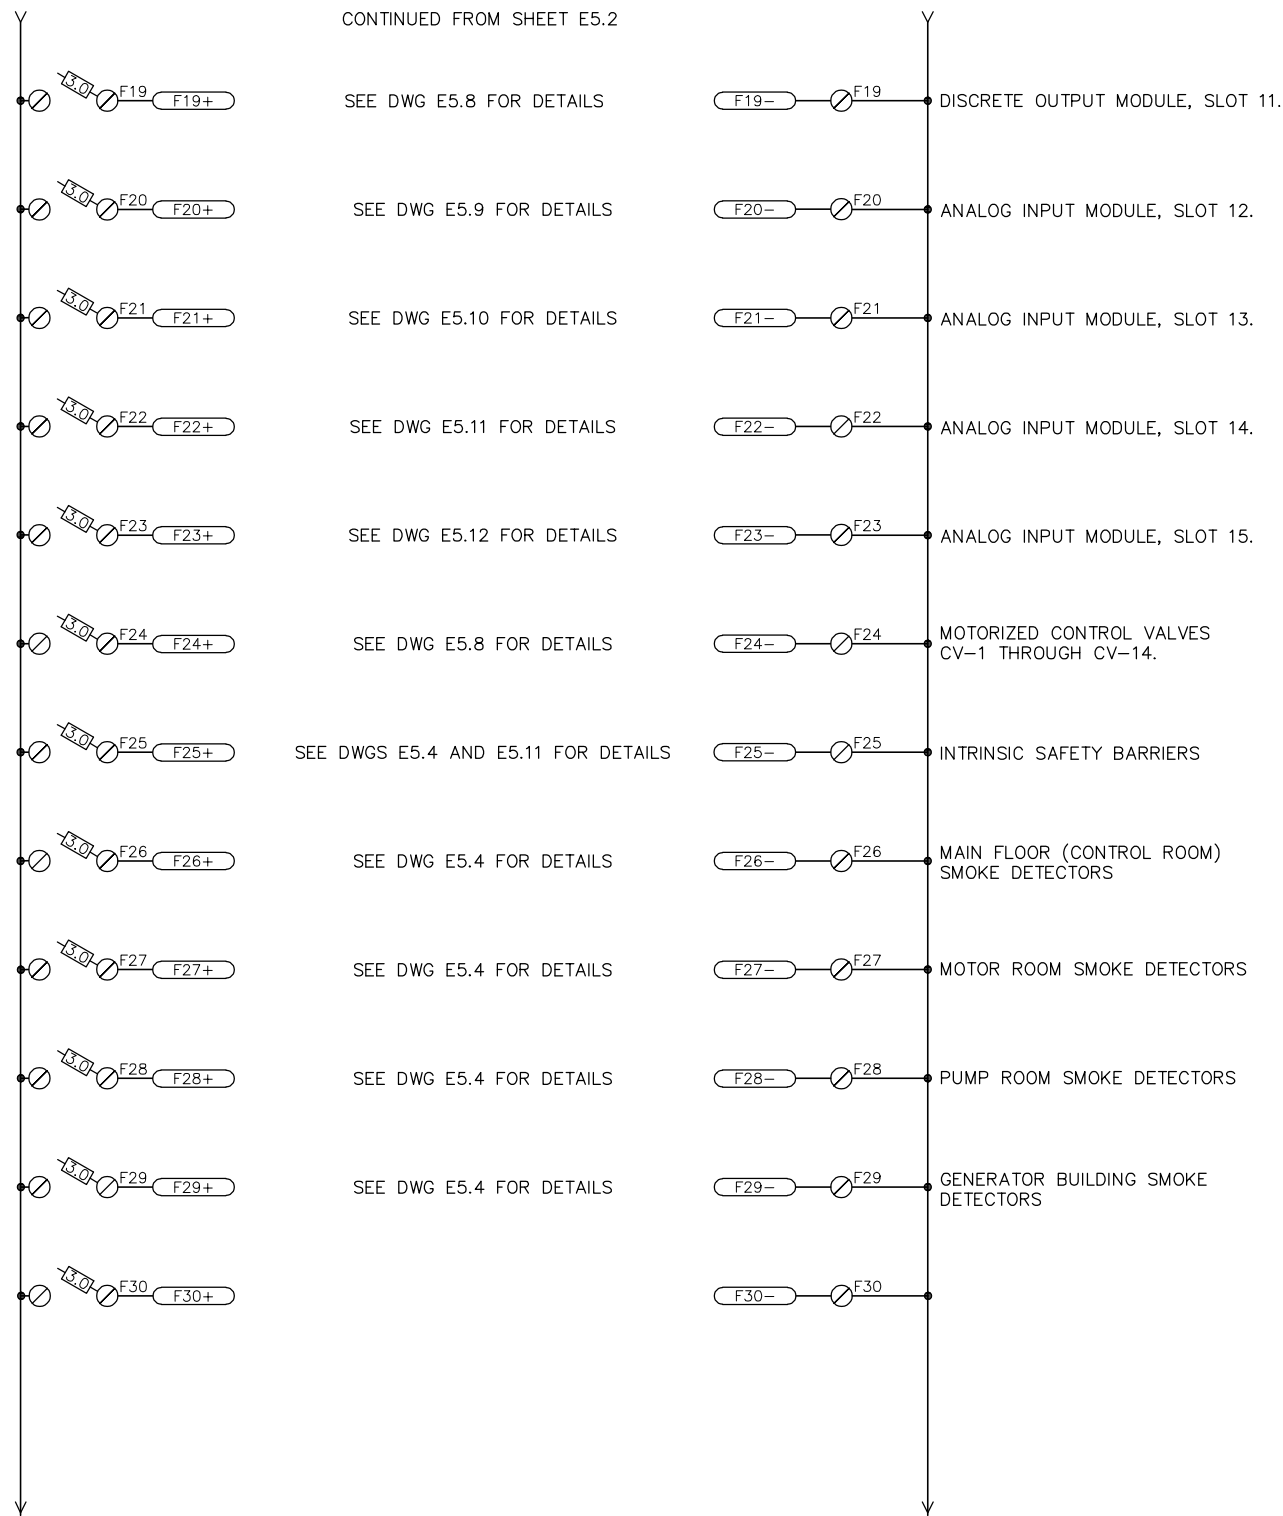 CONTINUED FROM SHEET E5.2
3.0 F19 F19+ SEE DWG E5.8 FOR DETAILS F19- F19 DISCRETE OUTPUT MODULE, SLOT 11.
3.0 F20 F20+ SEE DWG E5.9 FOR DETAILS F20- F20 ANALOG INPUT MODULE, SLOT 12.
3.0 F21 F21+ SEE DWG E5.10 FOR DETAILS F21- F21 ANALOG INPUT MODULE, SLOT 13.
3.0 F22 F22+ SEE DWG E5.11 FOR DETAILS F22- F22 ANALOG INPUT MODULE, SLOT 14.
3.0 F23 F23+ SEE DWG E5.12 FOR DETAILS F23- F23 ANALOG INPUT MODULE, SLOT 15.
3.0 F24 F24+ SEE DWG E5.8 FOR DETAILS F24- F24 MOTORIZED CONTROL VALVES
CV-1 THROUGH CV-14.
3.0 F25 F25+ SEE DWGS E5.4 AND E5.11 FOR DETAILS F25- F25 INTRINSIC SAFETY BARRIERS
3.0 F26 F26+ SEE DWG E5.4 FOR DETAILS F26- F26 MAIN FLOOR (CONTROL ROOM)
SMOKE DETECTORS
3.0 F27 F27+ SEE DWG E5.4 FOR DETAILS F27- F27 MOTOR ROOM SMOKE DETECTORS
3.0 F28 F28+ SEE DWG E5.4 FOR DETAILS F28- F28 PUMP ROOM SMOKE DETECTORS
3.0 F29 F29+ SEE DWG E5.4 FOR DETAILS F29- F29 GENERATOR BUILDING SMOKE
DETECTORS
3.0 F30 F30+ F30- F30